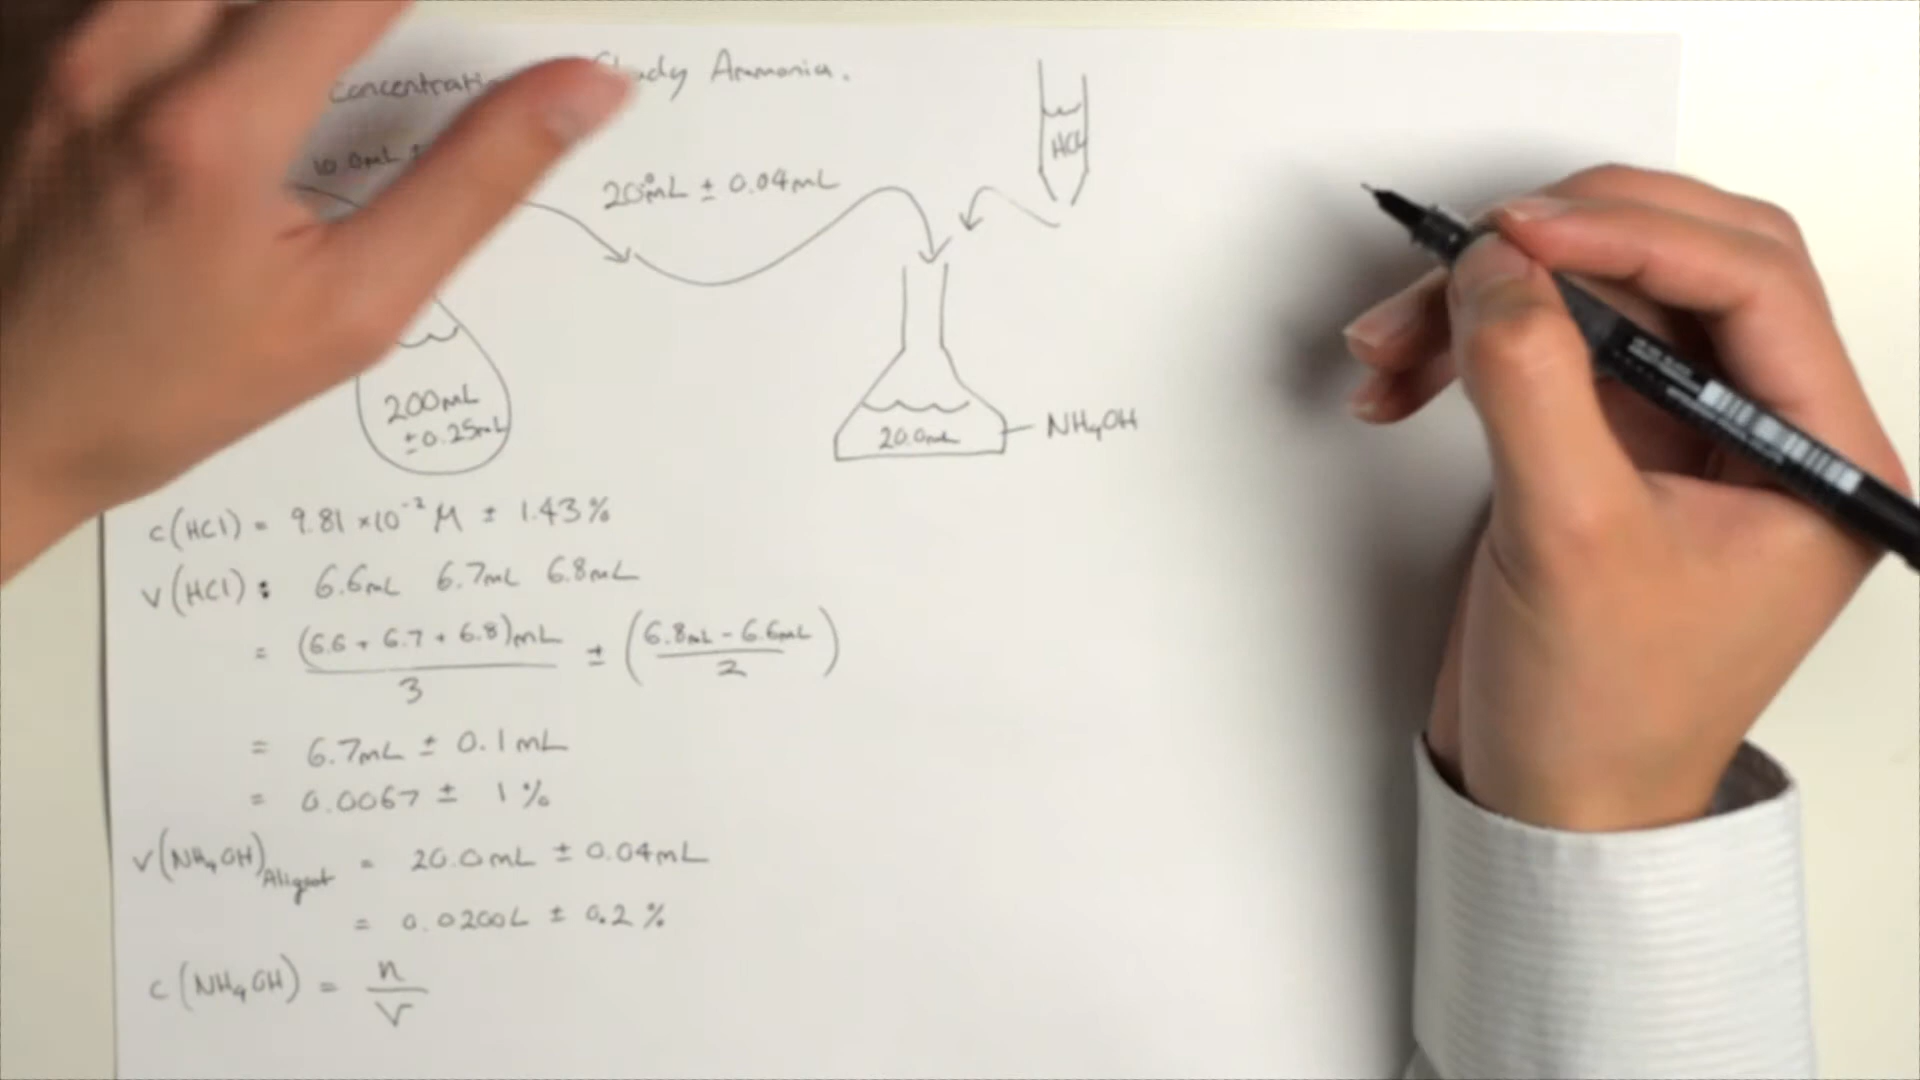 Concentrati Shady Ammonia.
10.0mL ±
20.0mL ± 0.04mL
HCl
200mL
±0.25mL
20.0mL
NH4OH
c(HCl) = 9.81 ×10⁻² M ± 1.43%
V(HCl) : 6.6mL 6.7mL 6.8mL
= (6.6 + 6.7 + 6.8)mL / 3 ± (6.8mL - 6.6mL / 2)
= 6.7mL ± 0.1mL
= 0.0067 ± 1%
V(NH4OH)Aliquot = 20.0mL ± 0.04mL
= 0.0200L ± 0.2%
c(NH4OH) = n / V